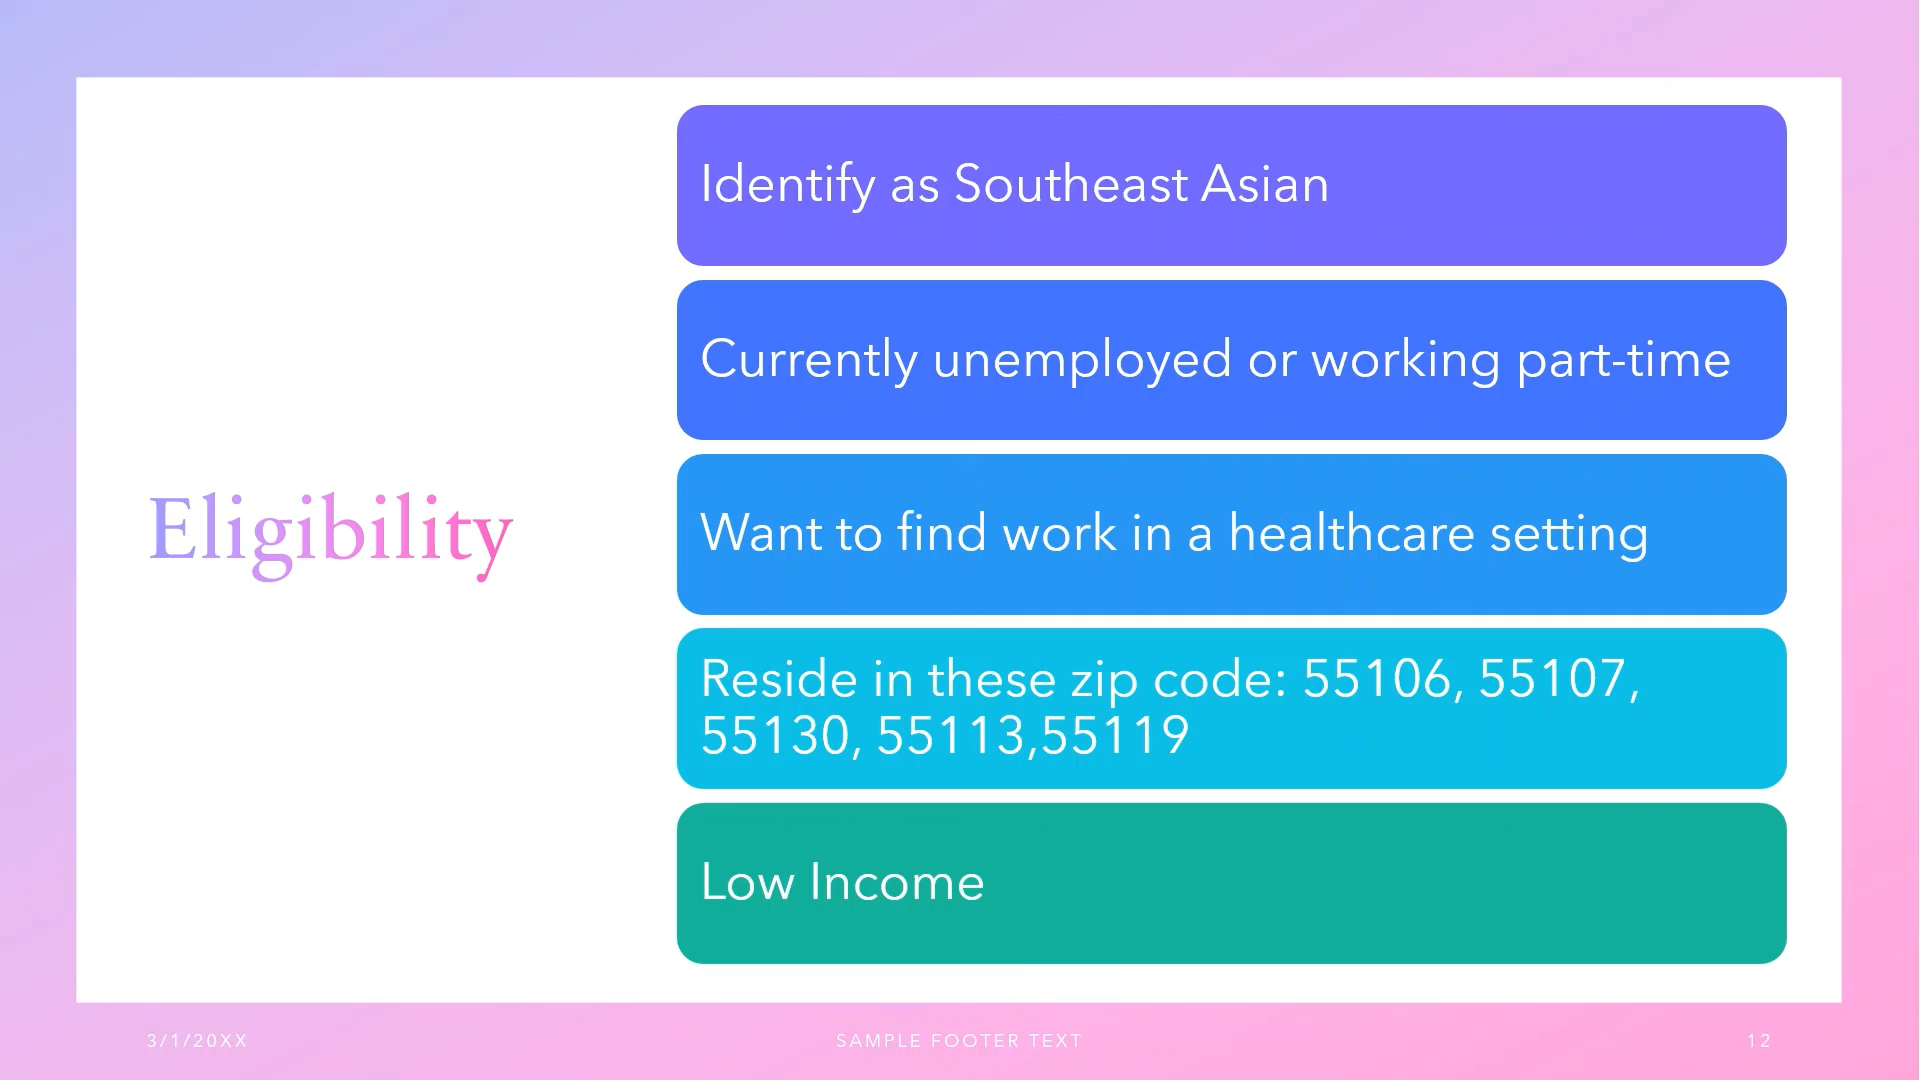 Eligibility
Identify as Southeast Asian
Currently unemployed or working part-time
Want to find work in a healthcare setting
Reside in these zip code: 55106, 55107,
55130, 55113,55119
Low Income
3/1/20XX
SAMPLE FOOTER TEXT
12